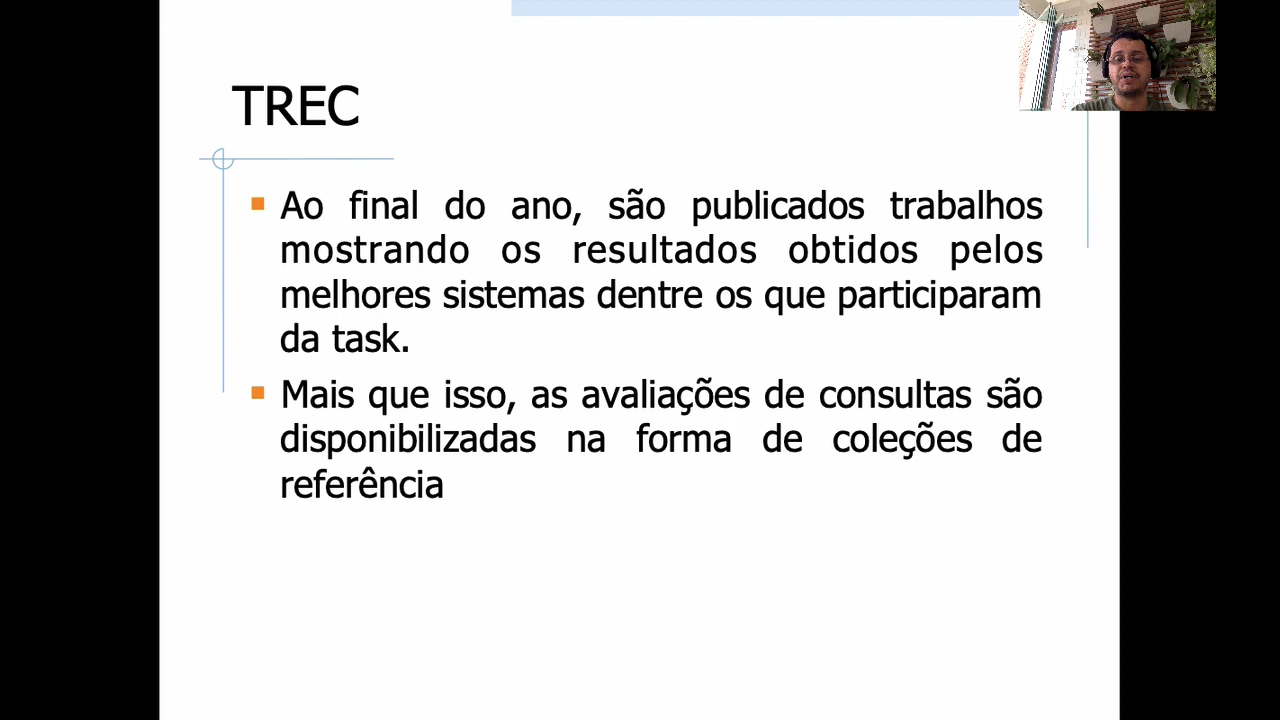 TREC
Ao final do ano, são publicados trabalhos
mostrando os resultados obtidos pelos
melhores sistemas dentre os que participaram
da task.
Mais que isso, as avaliações de consultas são
disponibilizadas na forma de coleções de
referência